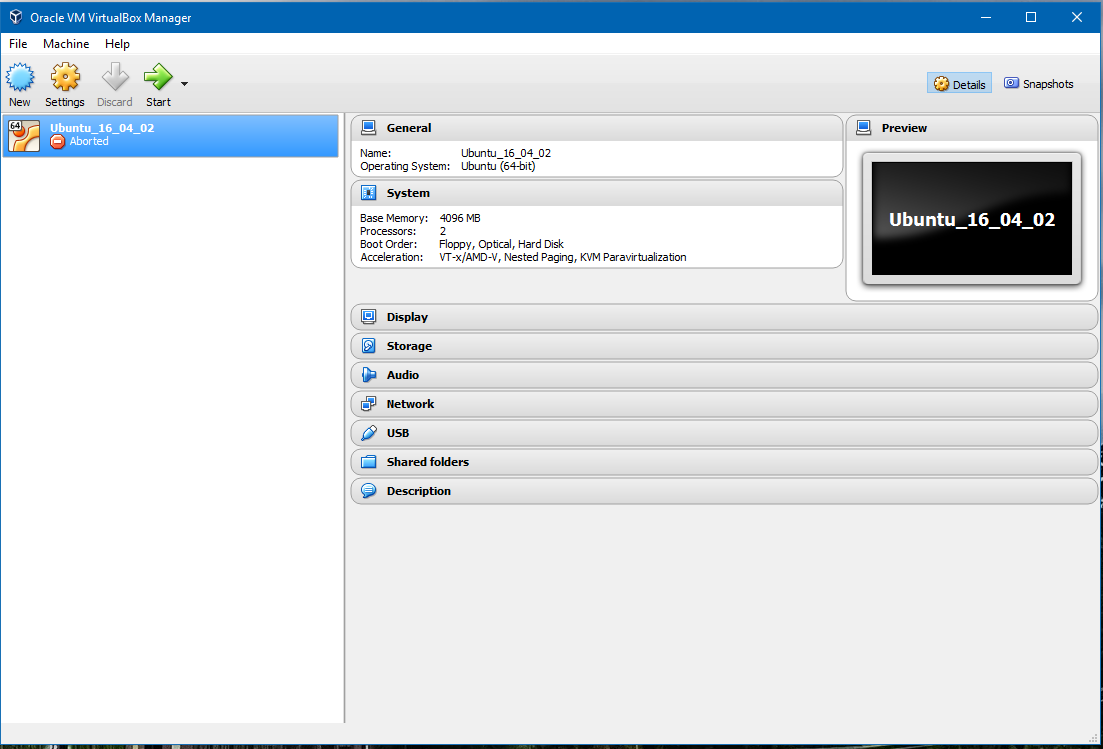 Oracle VM VirtualBox Manager
File Machine Help
New Settings Discard Start
Details Snapshots
64
Ubuntu_16_04_02
Aborted
General
Name: Ubuntu_16_04_02
Operating System: Ubuntu (64-bit)
System
Base Memory: 4096 MB
Processors: 2
Boot Order: Floppy, Optical, Hard Disk
Acceleration: VT-x/AMD-V, Nested Paging, KVM Paravirtualization
Preview
Ubuntu_16_04_02
Display
Storage
Audio
Network
USB
Shared folders
Description